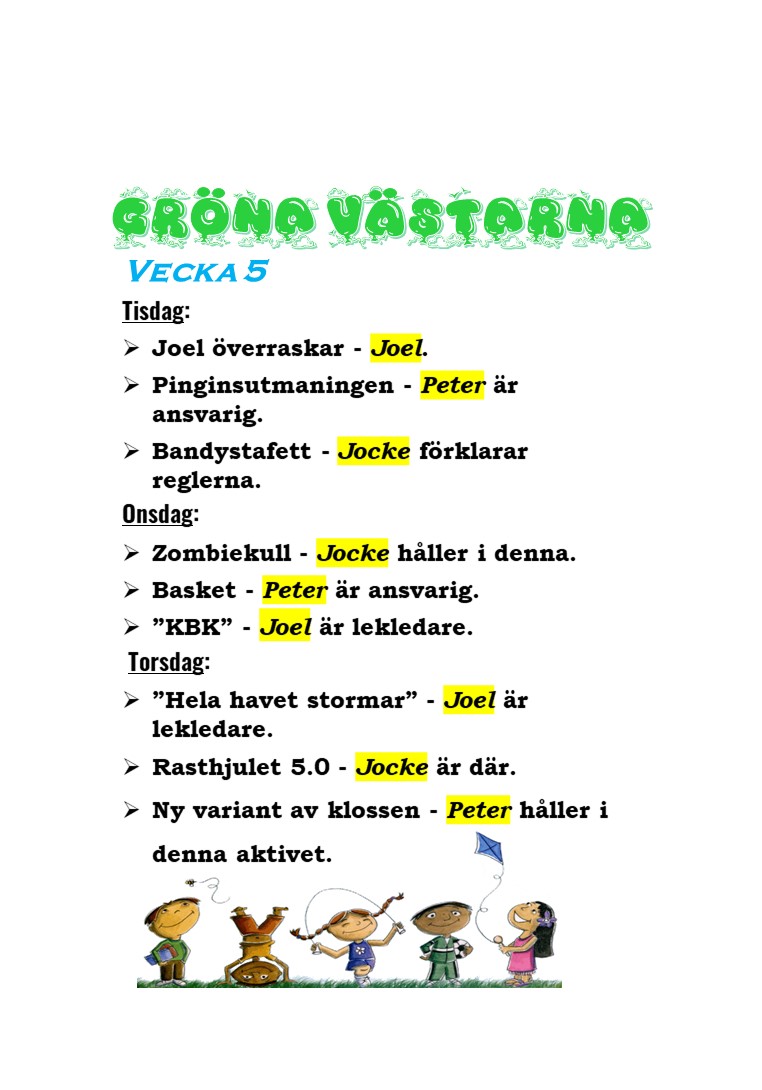 GRÖNA VÄSTARNA
VECKA 5
Tisdag:
➢ Joel överraskar - Joel.
➢ Pinginsutmaningen - Peter är
ansvarig.
➢ Bandystafett - Jocke förklarar
reglerna.
Onsdag:
➢ Zombiekull - Jocke håller i denna.
➢ Basket - Peter är ansvarig.
➢ ”KBK” - Joel är lekledare.
Torsdag:
➢ ”Hela havet stormar” - Joel är
lekledare.
➢ Rasthjulet 5.0 - Jocke är där.
➢ Ny variant av klossen - Peter håller i
denna aktivet.